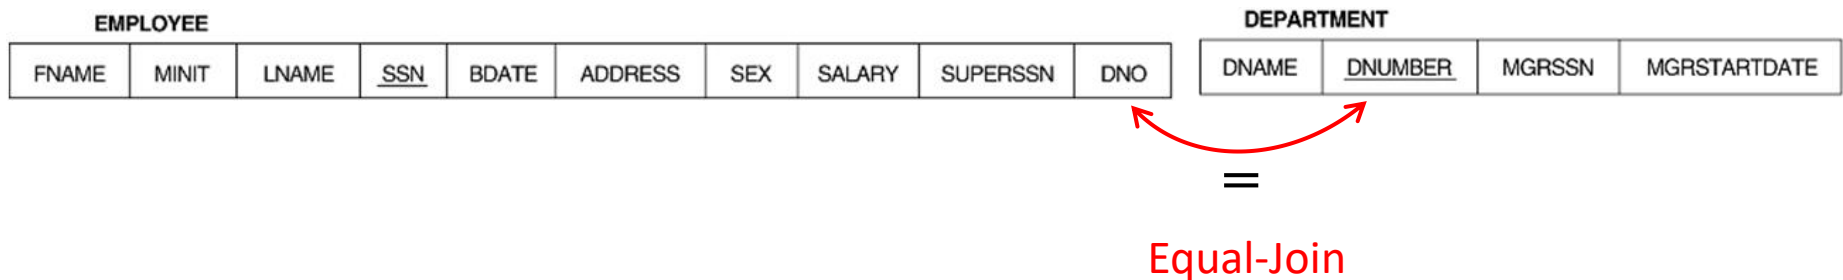 EMPLOYEE
FNAME MINIT LNAME SSN BDATE ADDRESS SEX SALARY SUPERSSN DNO
DEPARTMENT
DNAME DNUMBER MGRSSN MGRSTARTDATE
=
Equal-Join